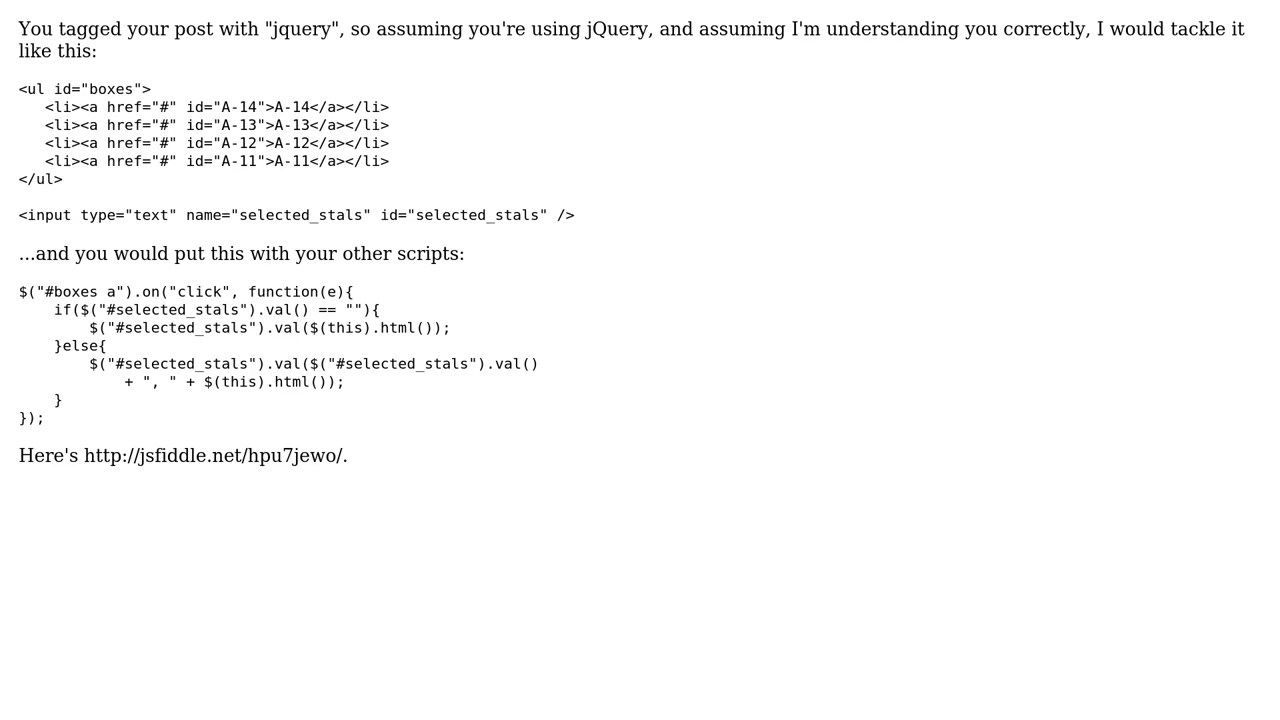 You tagged your post with "jquery", so assuming you're using jQuery, and assuming I'm understanding you correctly, I would tackle it
like this:
<ul id="boxes">
   <li><a href="#" id="A-14">A-14</a></li>
   <li><a href="#" id="A-13">A-13</a></li>
   <li><a href="#" id="A-12">A-12</a></li>
   <li><a href="#" id="A-11">A-11</a></li>
</ul>
<input type="text" name="selected_stals" id="selected_stals" />
...and you would put this with your other scripts:
$("#boxes a").on("click", function(e){
    if($("#selected_stals").val() == ""){
        $("#selected_stals").val($(this).html());
    }else{
        $("#selected_stals").val($("#selected_stals").val()
            + ", " + $(this).html());
    }
});
Here's http://jsfiddle.net/hpu7jewo/.